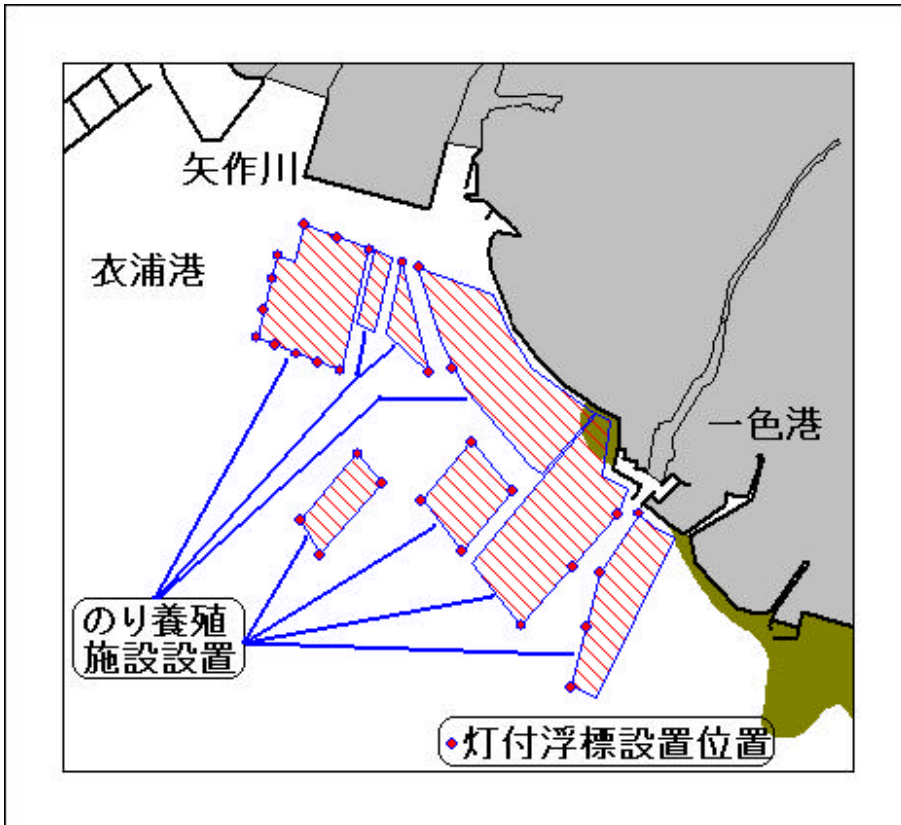 矢作川
衣浦港
一色港
のり養殖
施設設置
灯付浮標設置位置